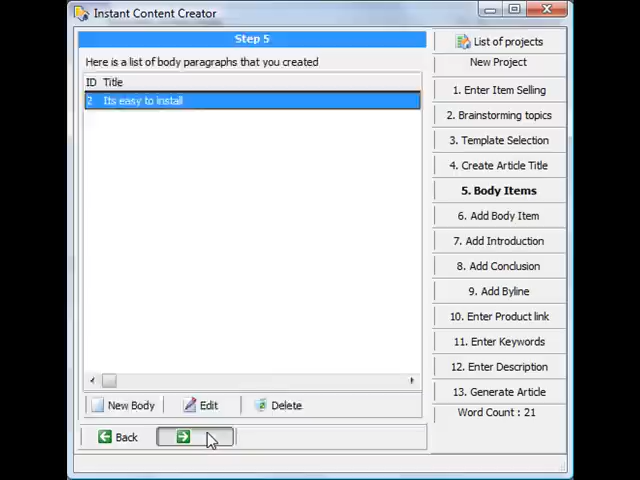 Instant Content Creator
Step 5
Here is a list of body paragraphs that you created
ID Title
2 Its easy to install
New Body
Edit
Delete
Back
List of projects
New Project
1. Enter Item Selling
2. Brainstorming topics
3. Template Selection
4. Create Article Title
5. Body Items
6. Add Body Item
7. Add Introduction
8. Add Conclusion
9. Add Byline
10. Enter Product link
11. Enter Keywords
12. Enter Description
13. Generate Article
Word Count : 21